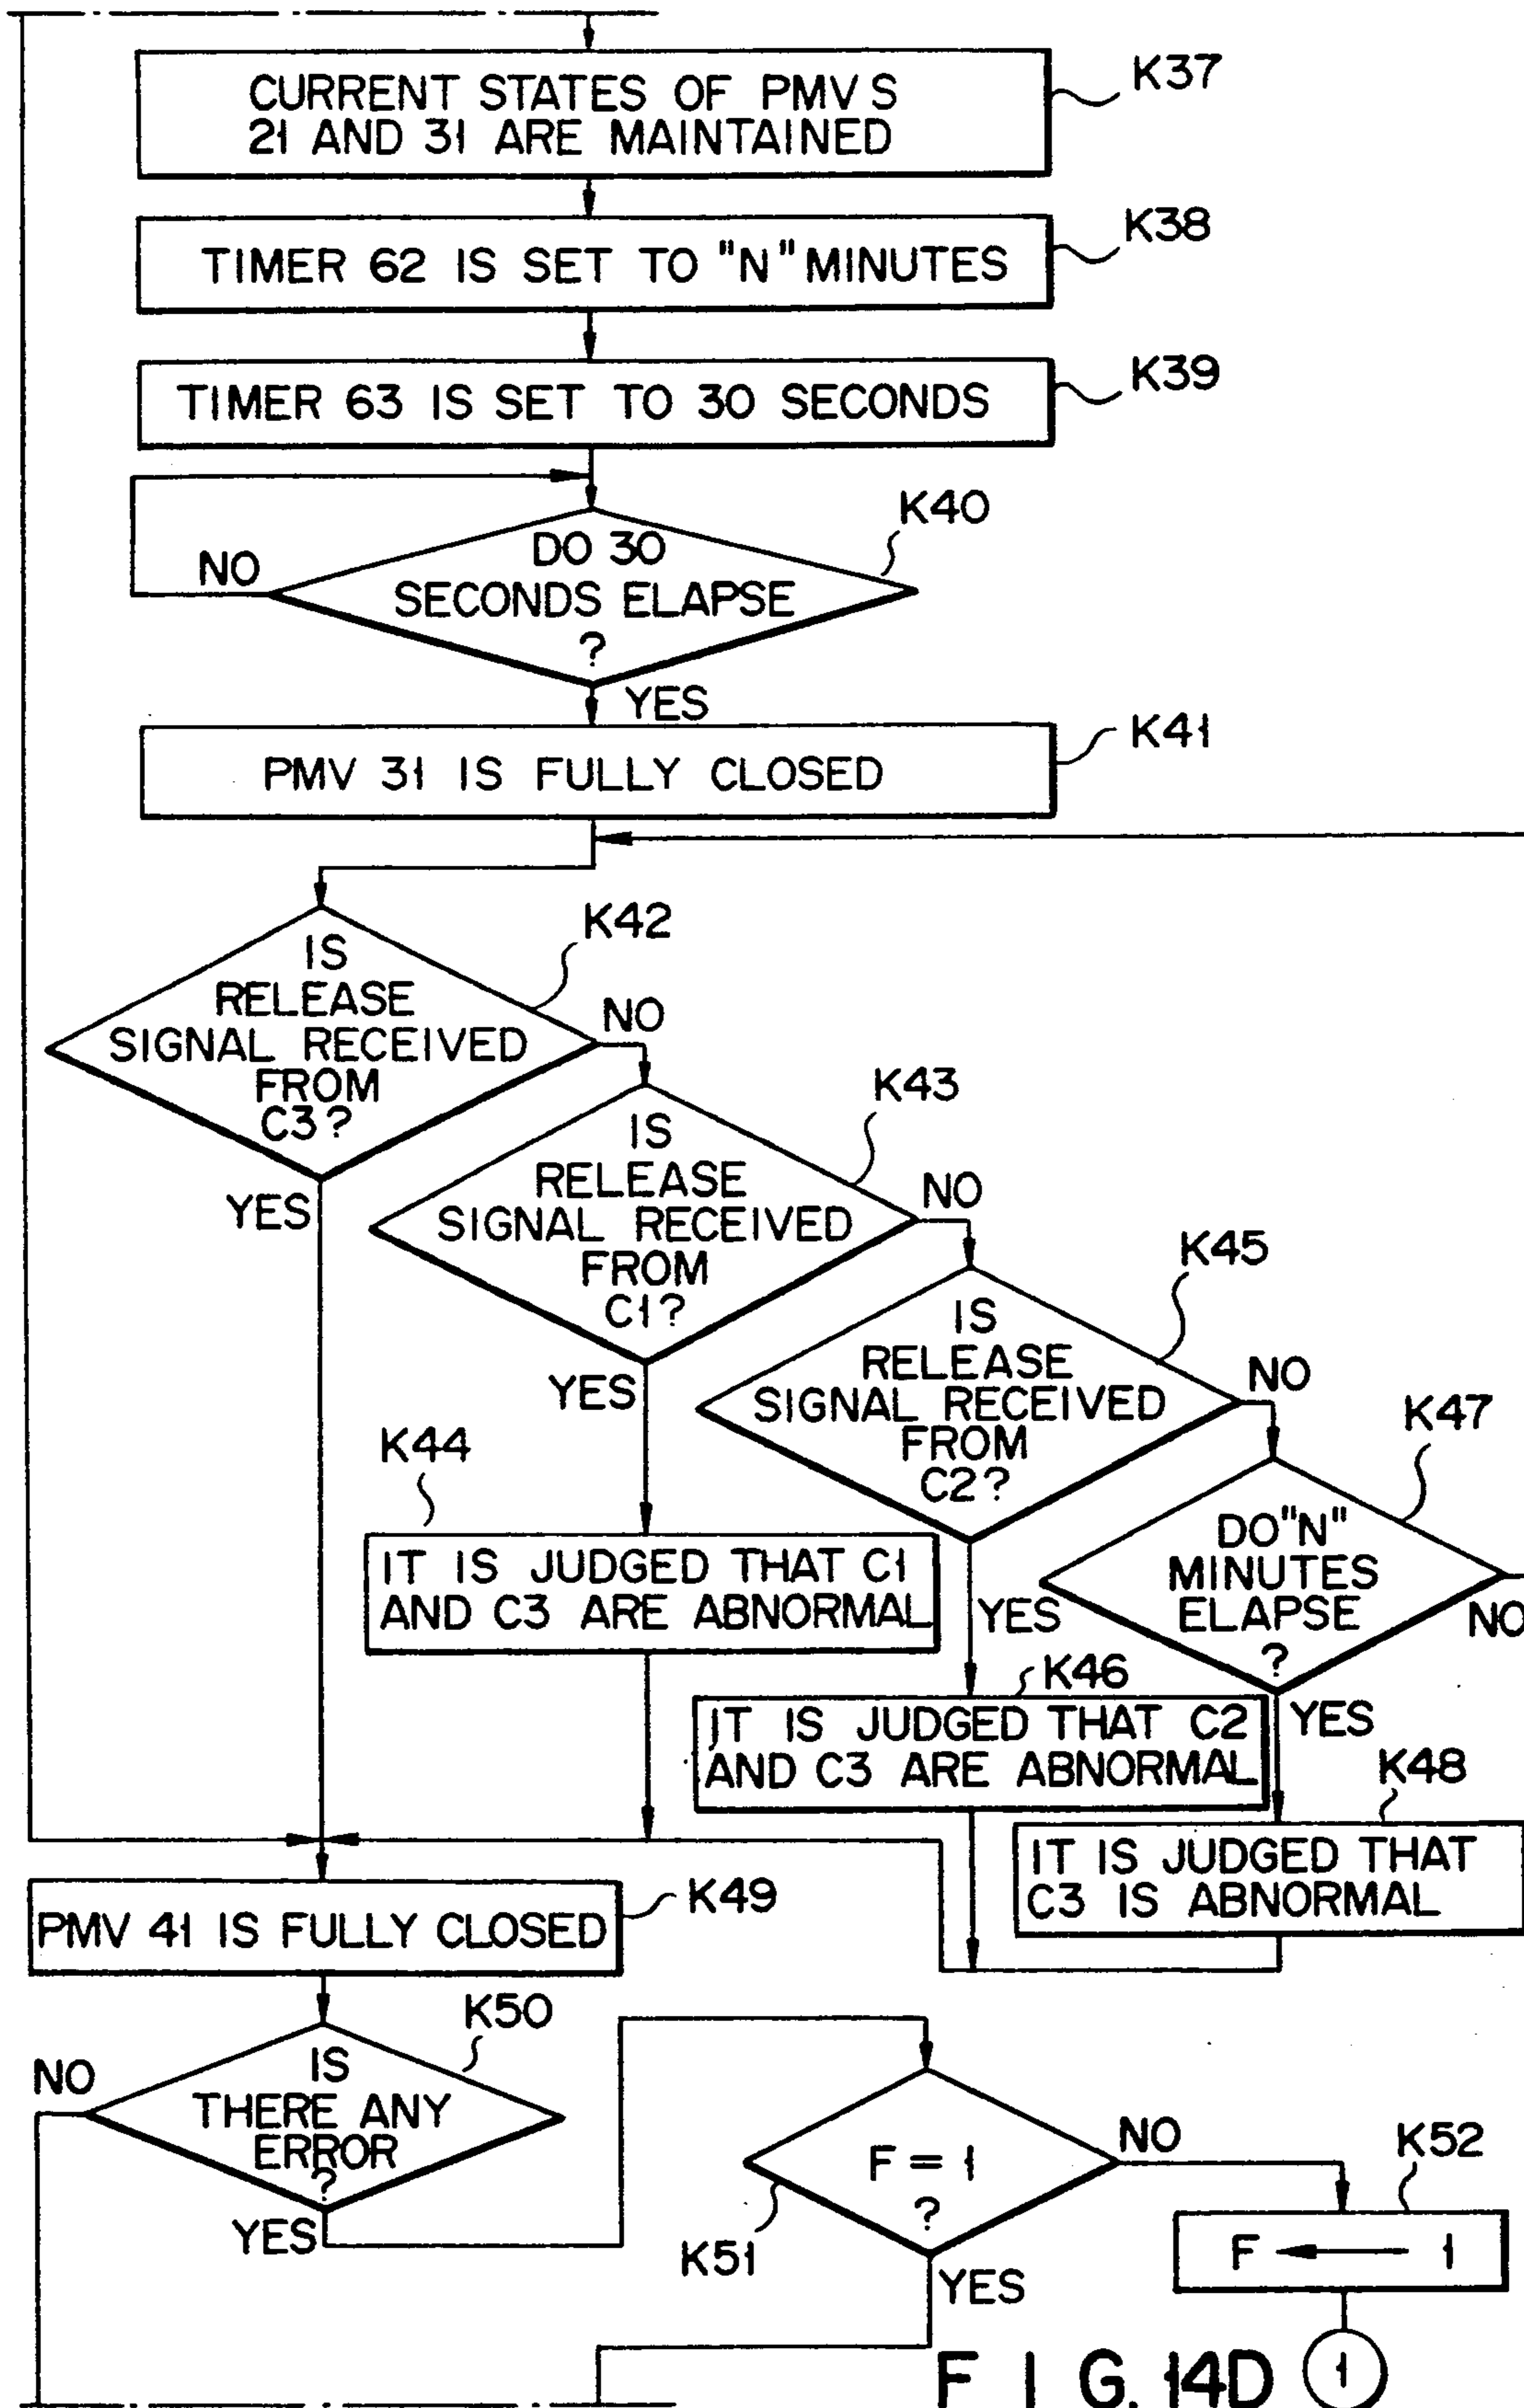 K37
CURRENT STATES OF PMVS
21 AND 31 ARE MAINTAINED
K38
TIMER 62 IS SET TO "N" MINUTES
K39
TIMER 63 IS SET TO 30 SECONDS
K40
DO 30
SECONDS ELAPSE
?
NO
YES
K41
PMV 31 IS FULLY CLOSED
K42
IS
RELEASE
SIGNAL RECEIVED
FROM
C3?
NO
YES
K43
IS
RELEASE
SIGNAL RECEIVED
FROM
C1?
NO
YES
K44
IT IS JUDGED THAT C1
AND C3 ARE ABNORMAL
K45
IS
RELEASE
SIGNAL RECEIVED
FROM
C2?
NO
YES
K46
IT IS JUDGED THAT C2
AND C3 ARE ABNORMAL
K47
DO "N"
MINUTES
ELAPSE
?
NO
YES
K48
IT IS JUDGED THAT
C3 IS ABNORMAL
K49
PMV 41 IS FULLY CLOSED
K50
IS
THERE ANY
ERROR
?
NO
YES
K51
F = 1
?
NO
YES
K52
F ← 1
1
FIG. 14D